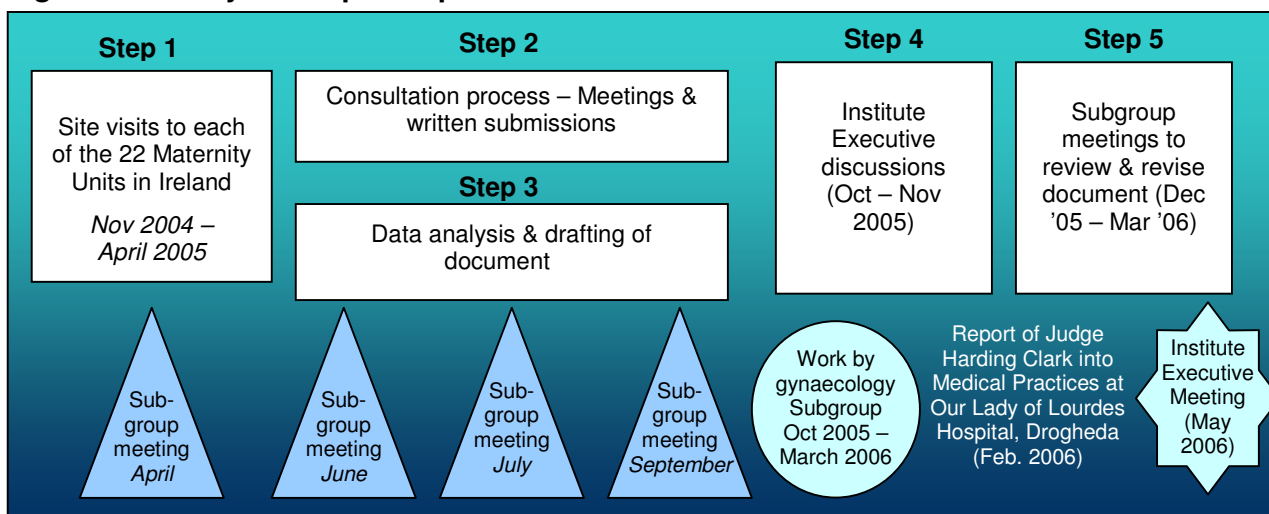 Step 1
Site visits to each
of the 22 Maternity
Units in Ireland
Nov 2004 –
April 2005
Step 2
Consultation process – Meetings &
written submissions
Step 3
Data analysis & drafting of
document
Step 4
Institute
Executive
discussions
(Oct – Nov
2005)
Step 5
Subgroup
meetings to
review & revise
document (Dec
’05 – Mar ’06)
Sub-
group
meeting
April
Sub-
group
meeting
June
Sub-
group
meeting
July
Sub-
group
meeting
September
Work by
gynaecology
Subgroup
Oct 2005 –
March 2006
Report of Judge
Harding Clark into
Medical Practices at
Our Lady of Lourdes
Hospital, Drogheda
(Feb. 2006)
Institute
Executive
Meeting
(May
2006)